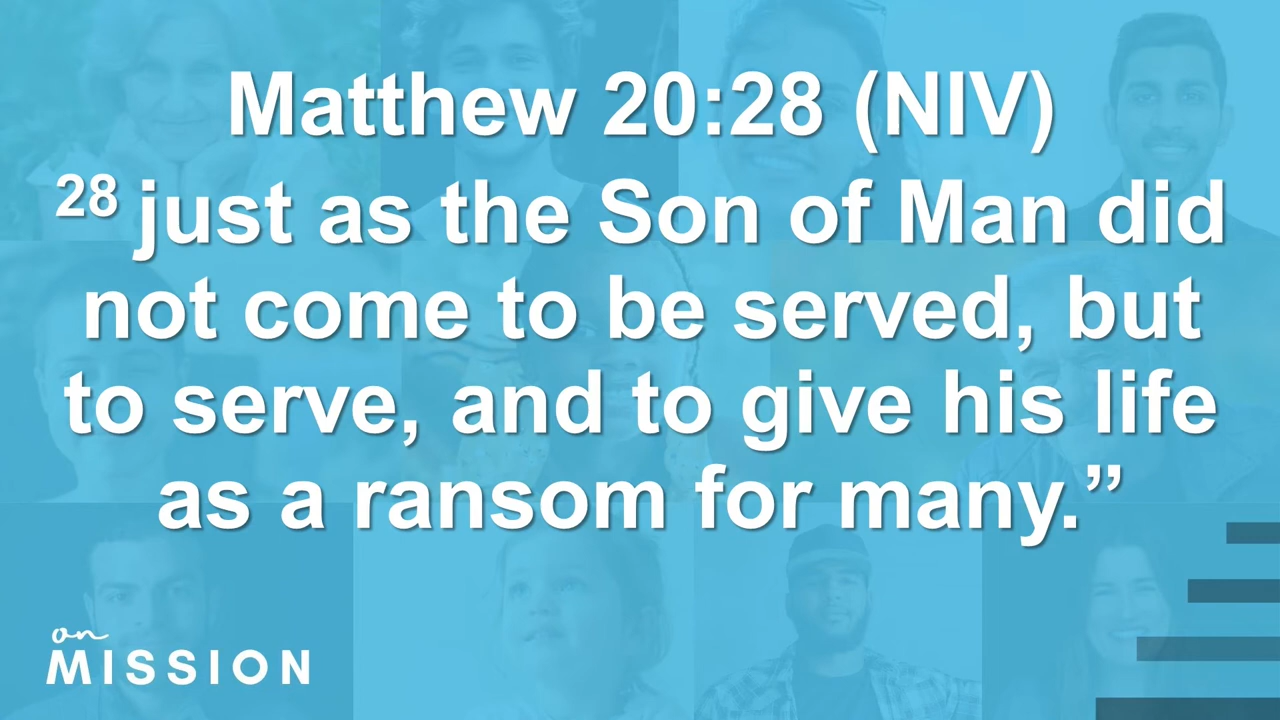 Matthew 20:28 (NIV)
28 just as the Son of Man did
not come to be served, but
to serve, and to give his life
as a ransom for many.”
on
MISSION